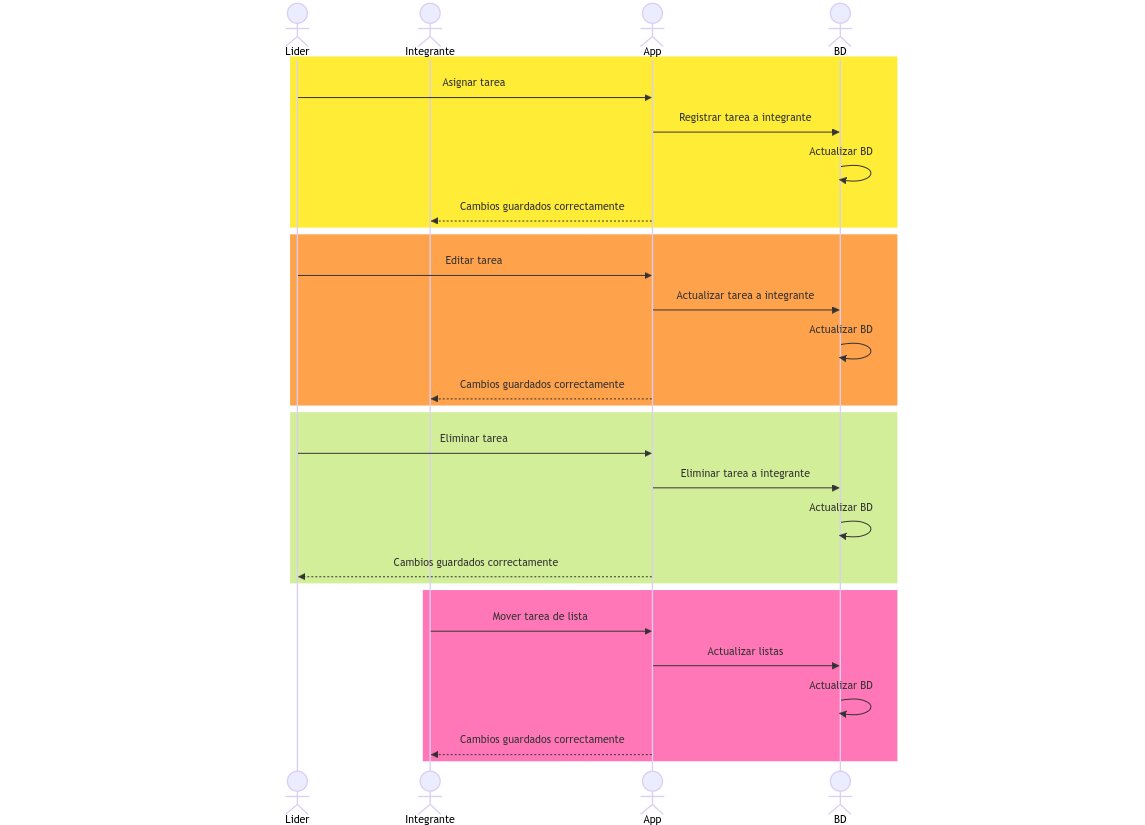 Lider
Integrante
App
BD
Asignar tarea
Registrar tarea a integrante
Actualizar BD
Cambios guardados correctamente
Editar tarea
Actualizar tarea a integrante
Actualizar BD
Cambios guardados correctamente
Eliminar tarea
Eliminar tarea a integrante
Actualizar BD
Cambios guardados correctamente
Mover tarea de lista
Actualizar listas
Actualizar BD
Cambios guardados correctamente
Lider
Integrante
App
BD